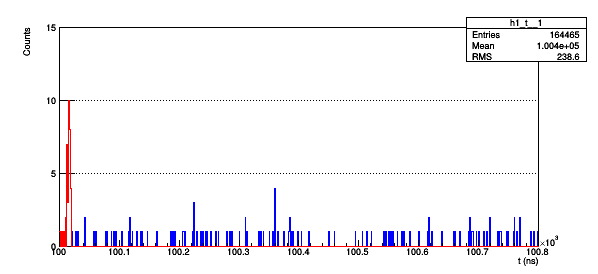 h1_t__1
Entries 164465
Mean 1.004e+05
RMS 238.6
Counts
15
10
5
0
100 100.1 100.2 100.3 100.4 100.5 100.6 100.7 100.8
×10³
t (ns)